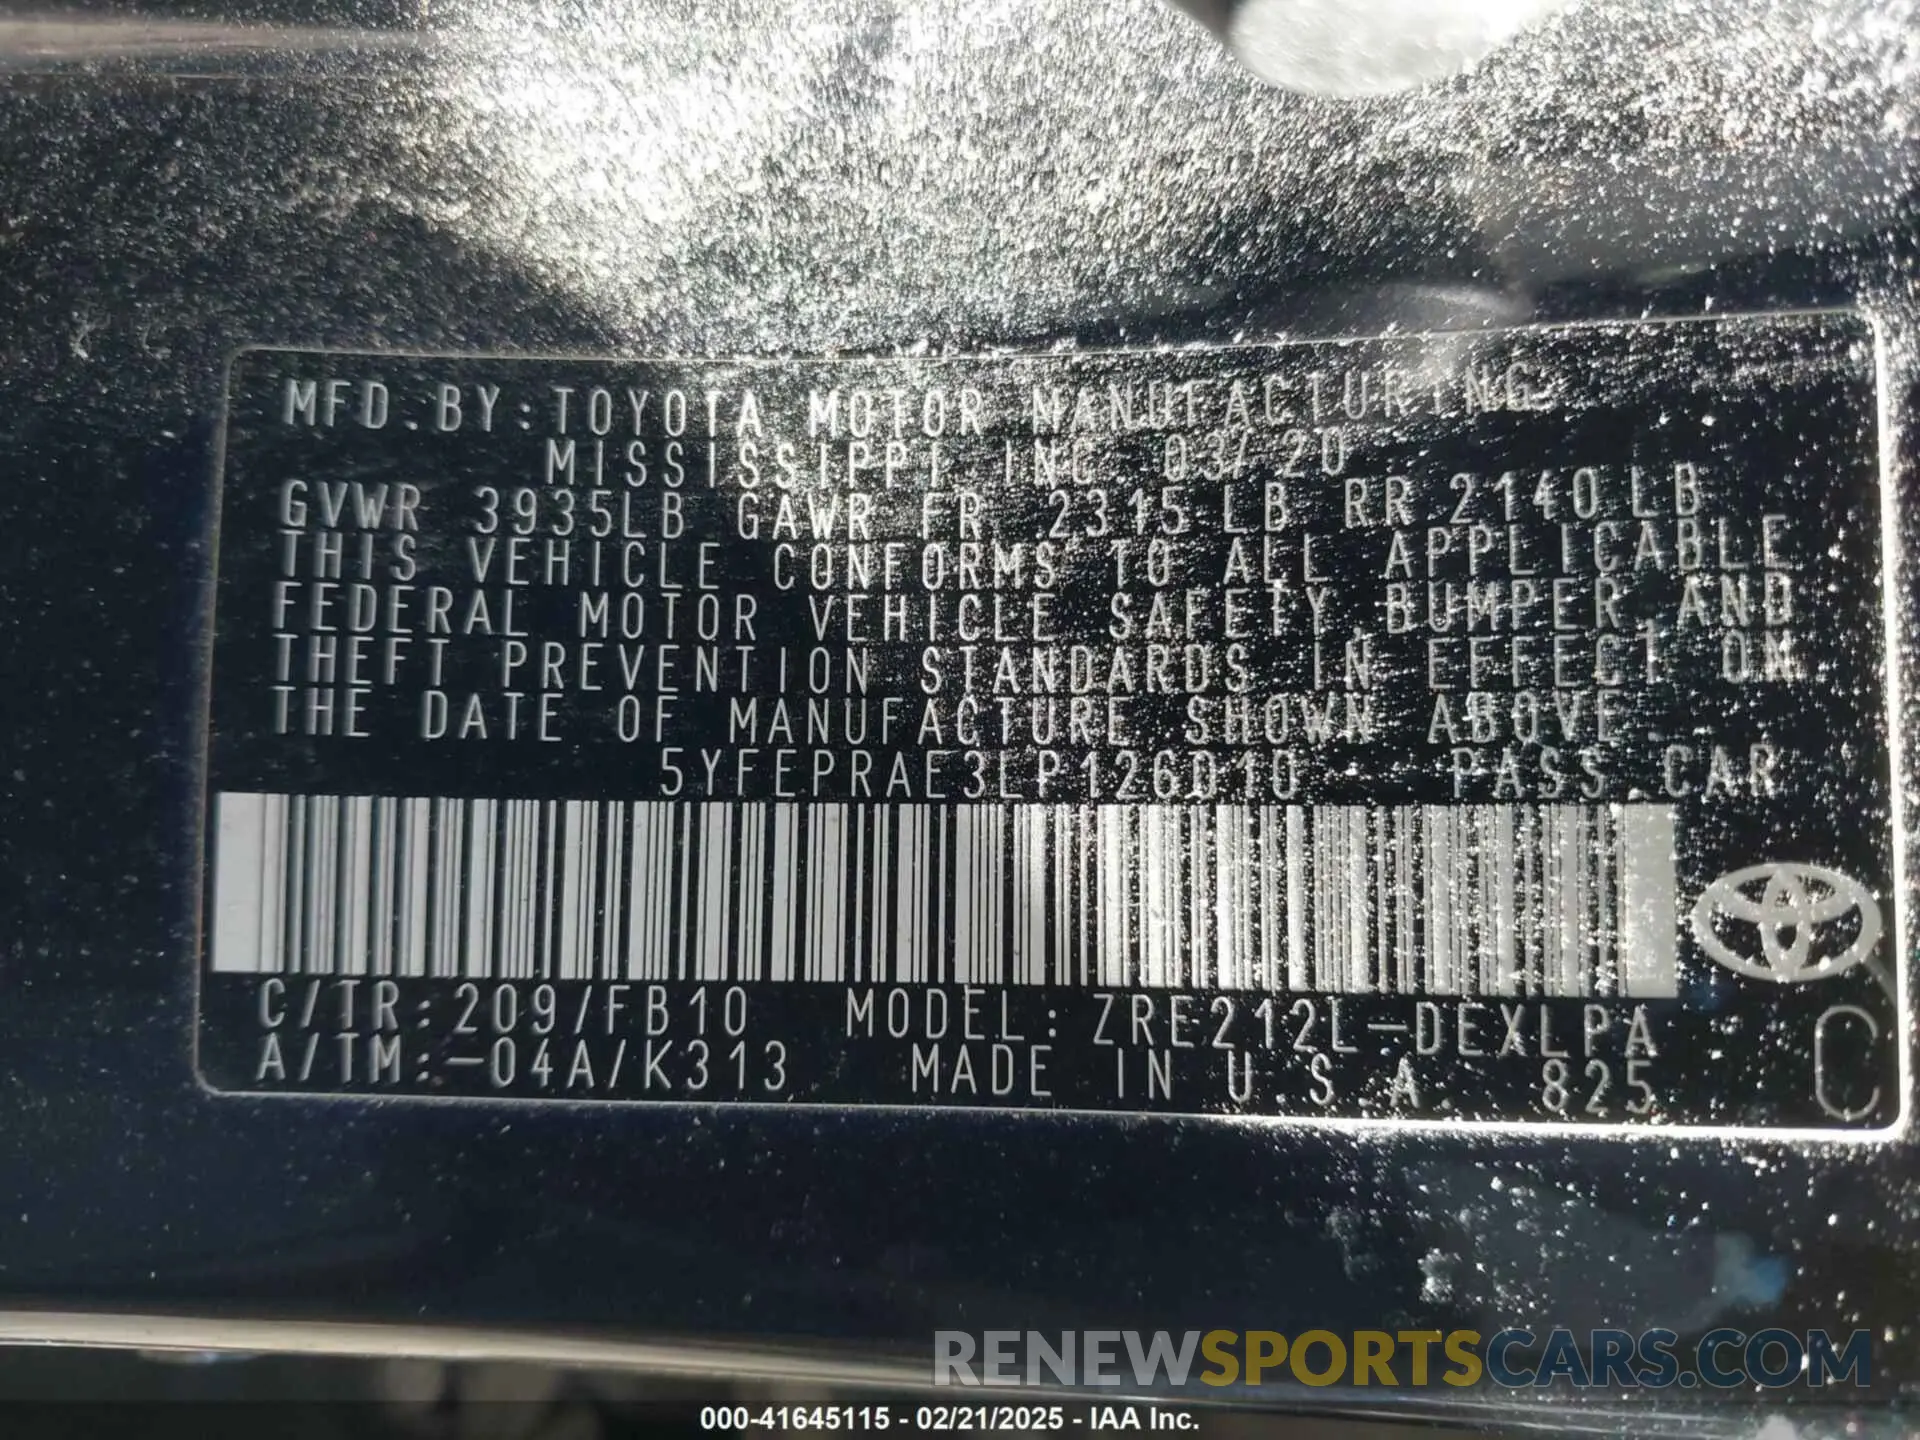 MFD.BY:TOYOTA MOTOR MANUFACTURING
MISSISSIPPI, INC. 03/20
GVWR 3935LB GAWR FR 2315LB RR 2140LB
THIS VEHICLE CONFORMS TO ALL APPLICABLE
FEDERAL MOTOR VEHICLE SAFETY,BUMPER,AND
THEFT PREVENTION STANDARDS IN EFFECT ON
THE DATE OF MANUFACTURE SHOWN ABOVE.
5YFEPRAE3LP126010 PASS.CAR
C/TR:209/FB10 MODEL:ZRE212L-DEXLPA
A/TM:-04A/K313 MADE IN U.S.A. 825
C
RENEWSPORTSCARS.COM
000-41645115 - 02/21/2025 - IAA Inc.